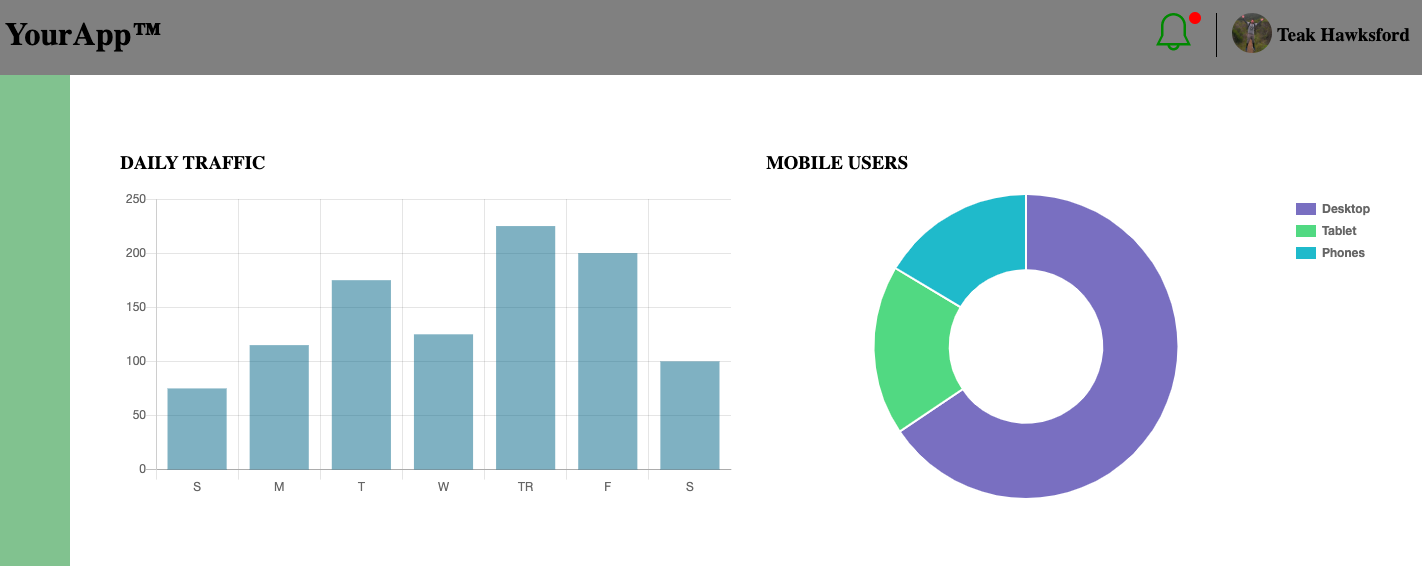 YourApp™
Teak Hawksford
DAILY TRAFFIC
250
200
150
100
50
0
S M T W TR F S
MOBILE USERS
Desktop
Tablet
Phones